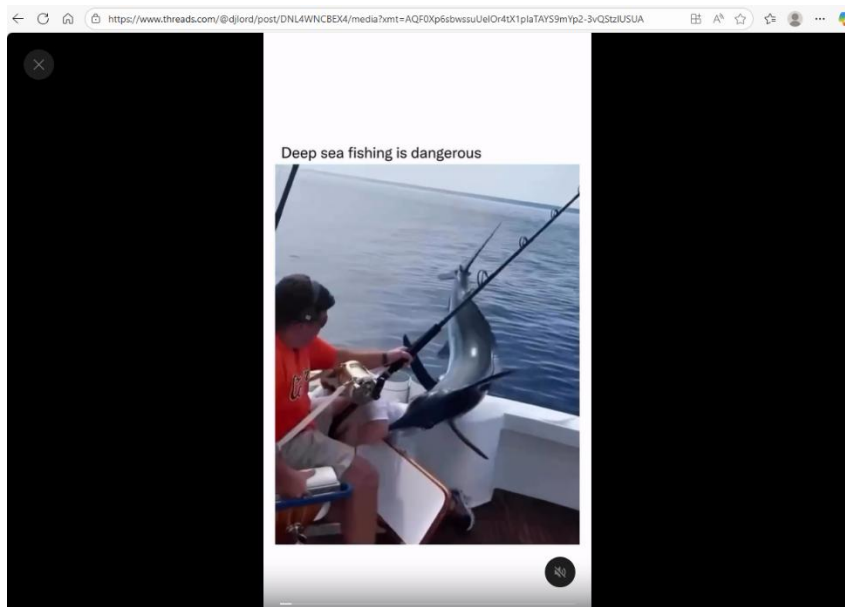 https://www.threads.com/@djlord/post/DNL4WNCBEX4/media?xmt=AQF0Xp6sbwssuUelOr4tX1plaTAYS9mYp2-3vQStzlUSUA
Deep sea fishing is dangerous